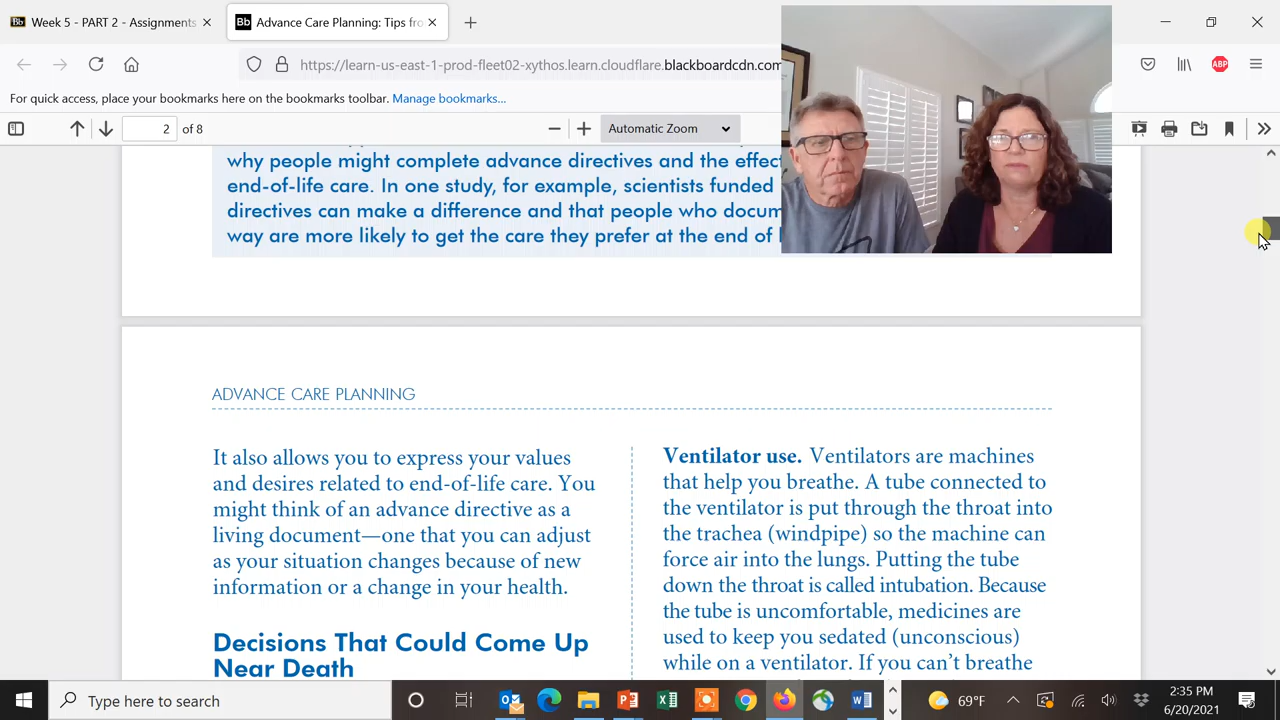 Week 5 - PART 2 - Assignments
Advance Care Planning: Tips fro
https://learn-us-east-1-prod-fleet02-xythos.learn.cloudflare.blackboardcdn.com
For quick access, place your bookmarks here on the bookmarks toolbar. Manage bookmarks...
2 of 8
Automatic Zoom
why people might complete advance directives and the effect
end-of-life care. In one study, for example, scientists funded
directives can make a difference and that people who docum
way are more likely to get the care they prefer at the end of
ADVANCE CARE PLANNING
It also allows you to express your values
and desires related to end-of-life care. You
might think of an advance directive as a
living document—one that you can adjust
as your situation changes because of new
information or a change in your health.
Decisions That Could Come Up
Near Death
Ventilator use. Ventilators are machines
that help you breathe. A tube connected to
the ventilator is put through the throat into
the trachea (windpipe) so the machine can
force air into the lungs. Putting the tube
down the throat is called intubation. Because
the tube is uncomfortable, medicines are
used to keep you sedated (unconscious)
while on a ventilator. If you can't breathe
Type here to search
69°F
2:35 PM
6/20/2021